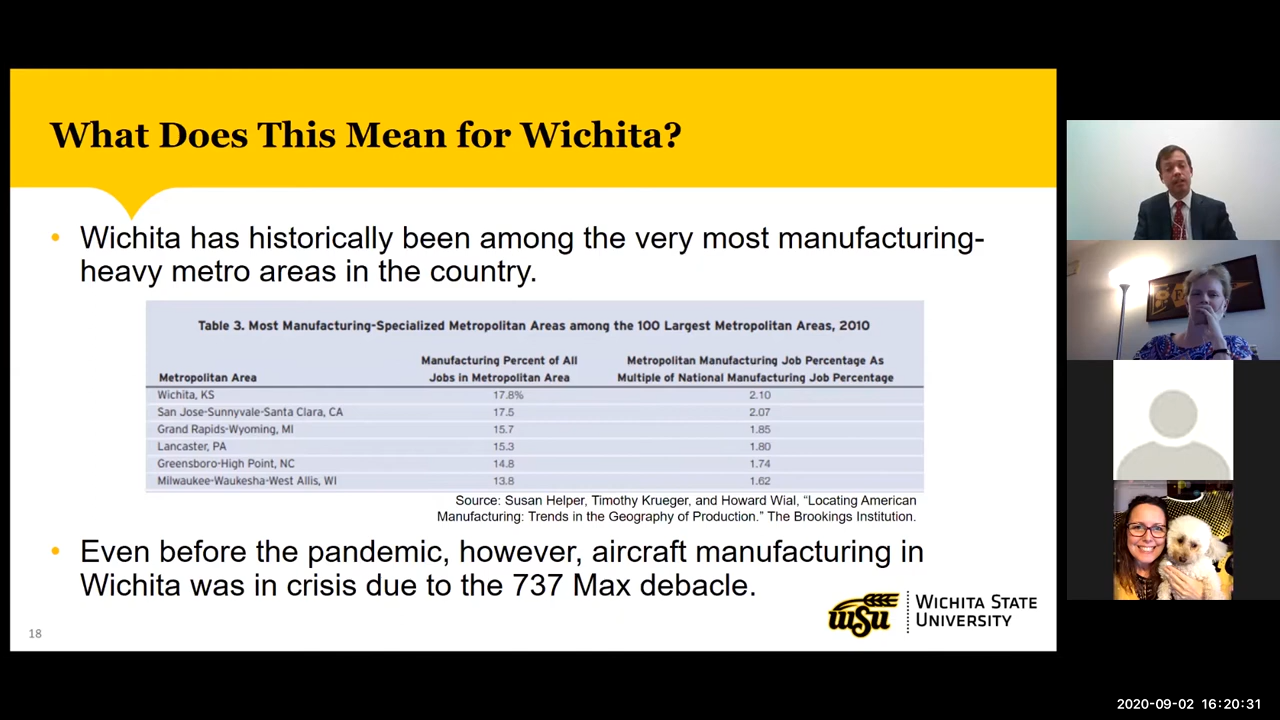 What Does This Mean for Wichita?
• Wichita has historically been among the very most manufacturing-
heavy metro areas in the country.
Table 3. Most Manufacturing-Specialized Metropolitan Areas among the 100 Largest Metropolitan Areas, 2010
Manufacturing Percent of All Metropolitan Manufacturing Job Percentage As
Metropolitan Area Jobs in Metropolitan Area Multiple of National Manufacturing Job Percentage
Wichita, KS 17.8% 2.10
San Jose-Sunnyvale-Santa Clara, CA 17.5 2.07
Grand Rapids-Wyoming, MI 15.7 1.85
Lancaster, PA 15.3 1.80
Greensboro-High Point, NC 14.8 1.74
Milwaukee-Waukesha-West Allis, WI 13.8 1.62
Source: Susan Helper, Timothy Krueger, and Howard Wial, “Locating American
Manufacturing: Trends in the Geography of Production.” The Brookings Institution.
• Even before the pandemic, however, aircraft manufacturing in
Wichita was in crisis due to the 737 Max debacle.
WSU
WICHITA STATE
UNIVERSITY
18
2020-09-02 16:20:31